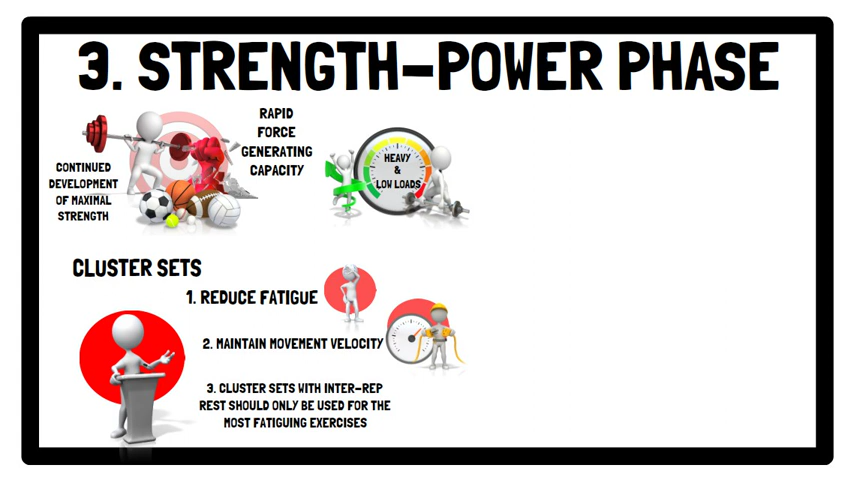 3. STRENGTH-POWER PHASE
CONTINUED
DEVELOPMENT
OF MAXIMAL
STRENGTH
RAPID
FORCE
GENERATING
CAPACITY
HEAVY
&
LOW LOADS
CLUSTER SETS
1. REDUCE FATIGUE
2. MAINTAIN MOVEMENT VELOCITY
3. CLUSTER SETS WITH INTER-REP
REST SHOULD ONLY BE USED FOR THE
MOST FATIGUING EXERCISES